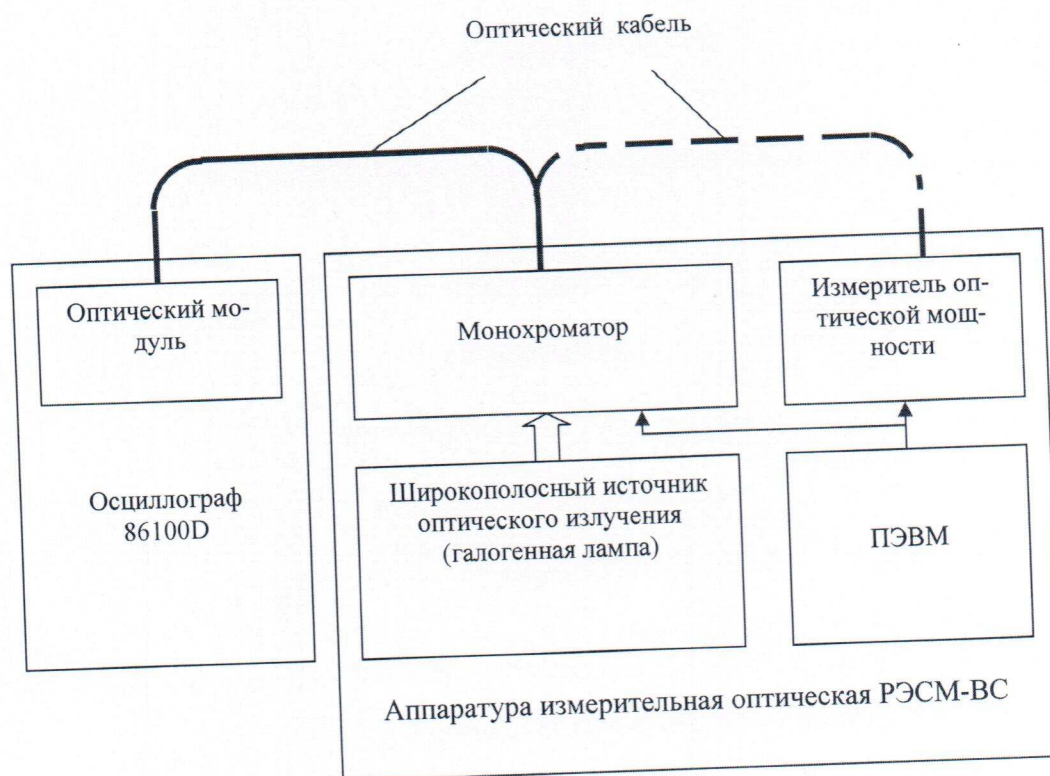 Оптический кабель
Оптический мо-
дуль
Монохроматор
Измеритель оп-
тической мощ-
ности
Осциллограф
86100D
Широкополосный источник
оптического излучения
(галогенная лампа)
ПЭВМ
Аппаратура измерительная оптическая РЭСМ-ВС